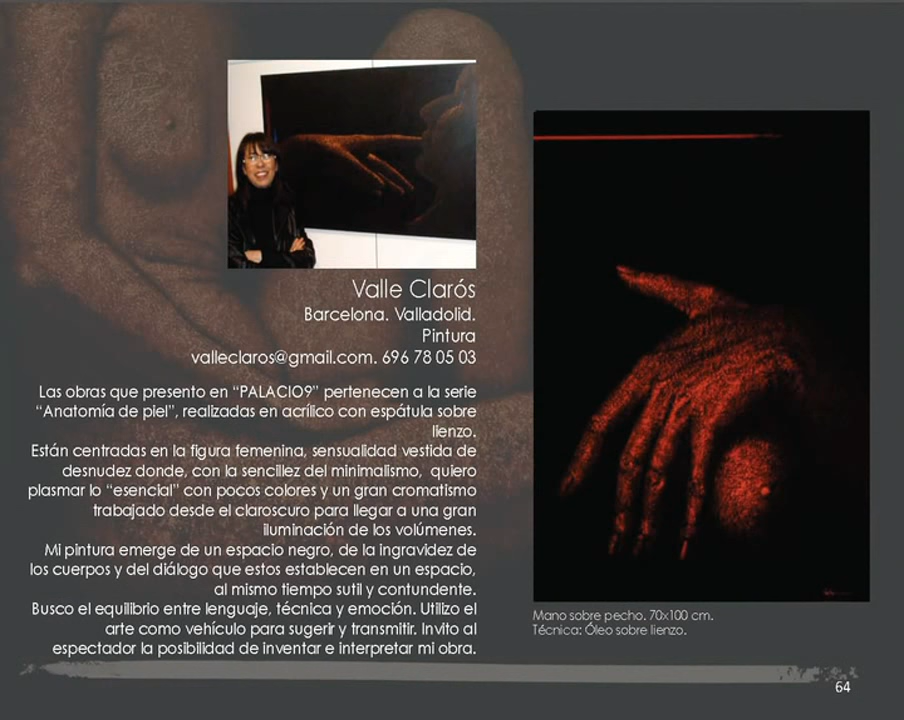 Valle Clarós
Barcelona. Valladolid.
Pintura
valleclaros@gmail.com. 696 78 05 03
Las obras que presento en “PALACIO9” pertenecen a la serie
“Anatomía de piel”, realizadas en acrílico con espátula sobre
lienzo.
Están centradas en la figura femenina, sensualidad vestida de
desnudez donde, con la sencillez del minimalismo, quiero
plasmar lo “esencial” con pocos colores y un gran cromatismo
trabajado desde el claroscuro para llegar a una gran
iluminación de los volúmenes.
Mi pintura emerge de un espacio negro, de la ingravidez de
los cuerpos y del diálogo que estos establecen en un espacio,
al mismo tiempo sutil y contundente.
Busco el equilibrio entre lenguaje, técnica y emoción. Utilizo el
arte como vehículo para sugerir y transmitir. Invito al
espectador la posibilidad de inventar e interpretar mi obra.
Mano sobre pecho. 70x100 cm.
Técnica: Óleo sobre lienzo.
64